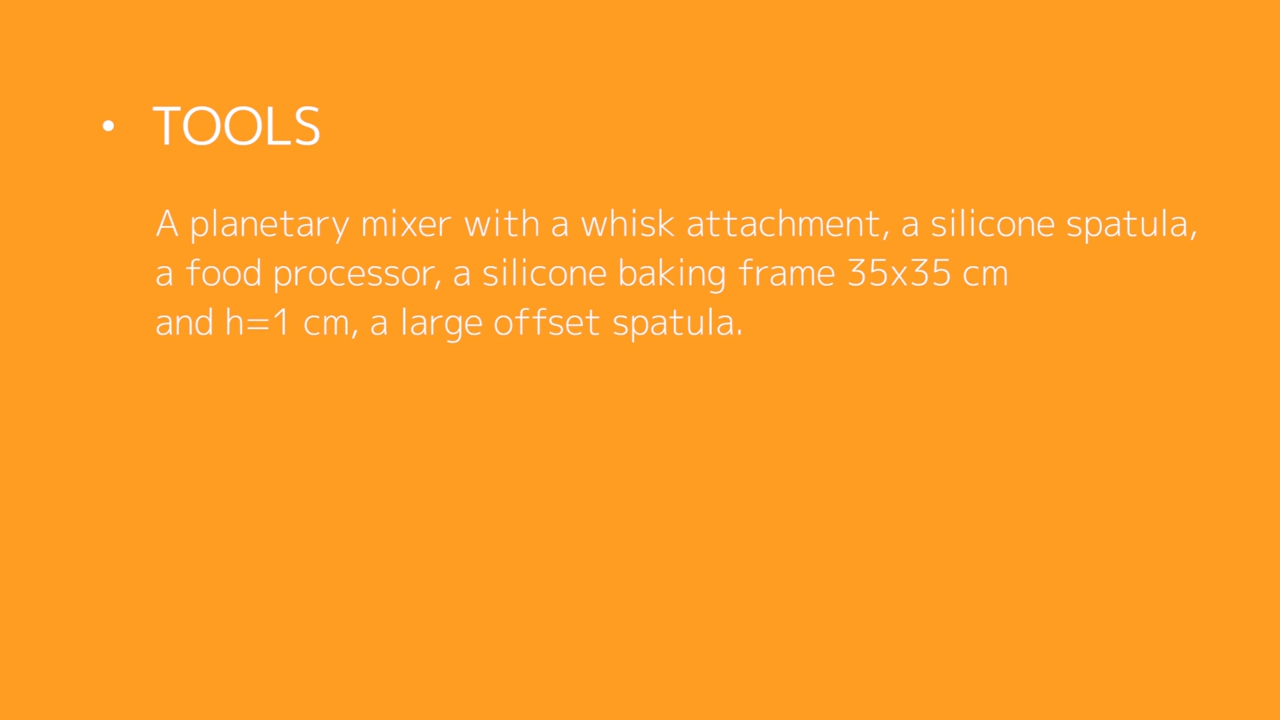 • TOOLS
A planetary mixer with a whisk attachment, a silicone spatula,
a food processor, a silicone baking frame 35x35 cm
and h=1 cm, a large offset spatula.